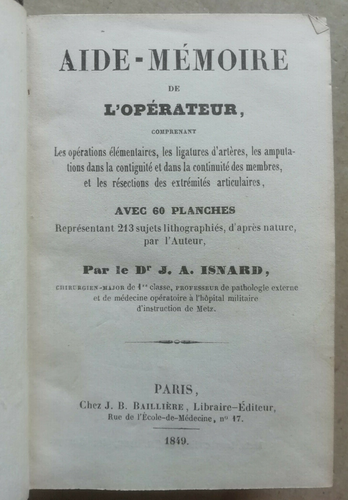 AIDE-MÉMOIRE
DE
L'OPÉRATEUR,
COMPRENANT
Les opérations élémentaires, les ligatures d'artères, les amputa-
tions dans la contiguité et dans la continuité des membres,
et les résections des extrémités articulaires,
AVEC 60 PLANCHES
Représentant 213 sujets lithographiés, d'après nature,
par l'Auteur,
Par le Dr J. A. ISNARD,
CHIRURGIEN-MAJOR de 1re classe, PROFESSEUR de pathologie externe
et de médecine opératoire à l'hôpital militaire
d'instruction de Metz.
PARIS,
Chez J. B. BAILLIÈRE, Libraire-Éditeur,
Rue de l'École-de-Médecine, no 17.
1849.